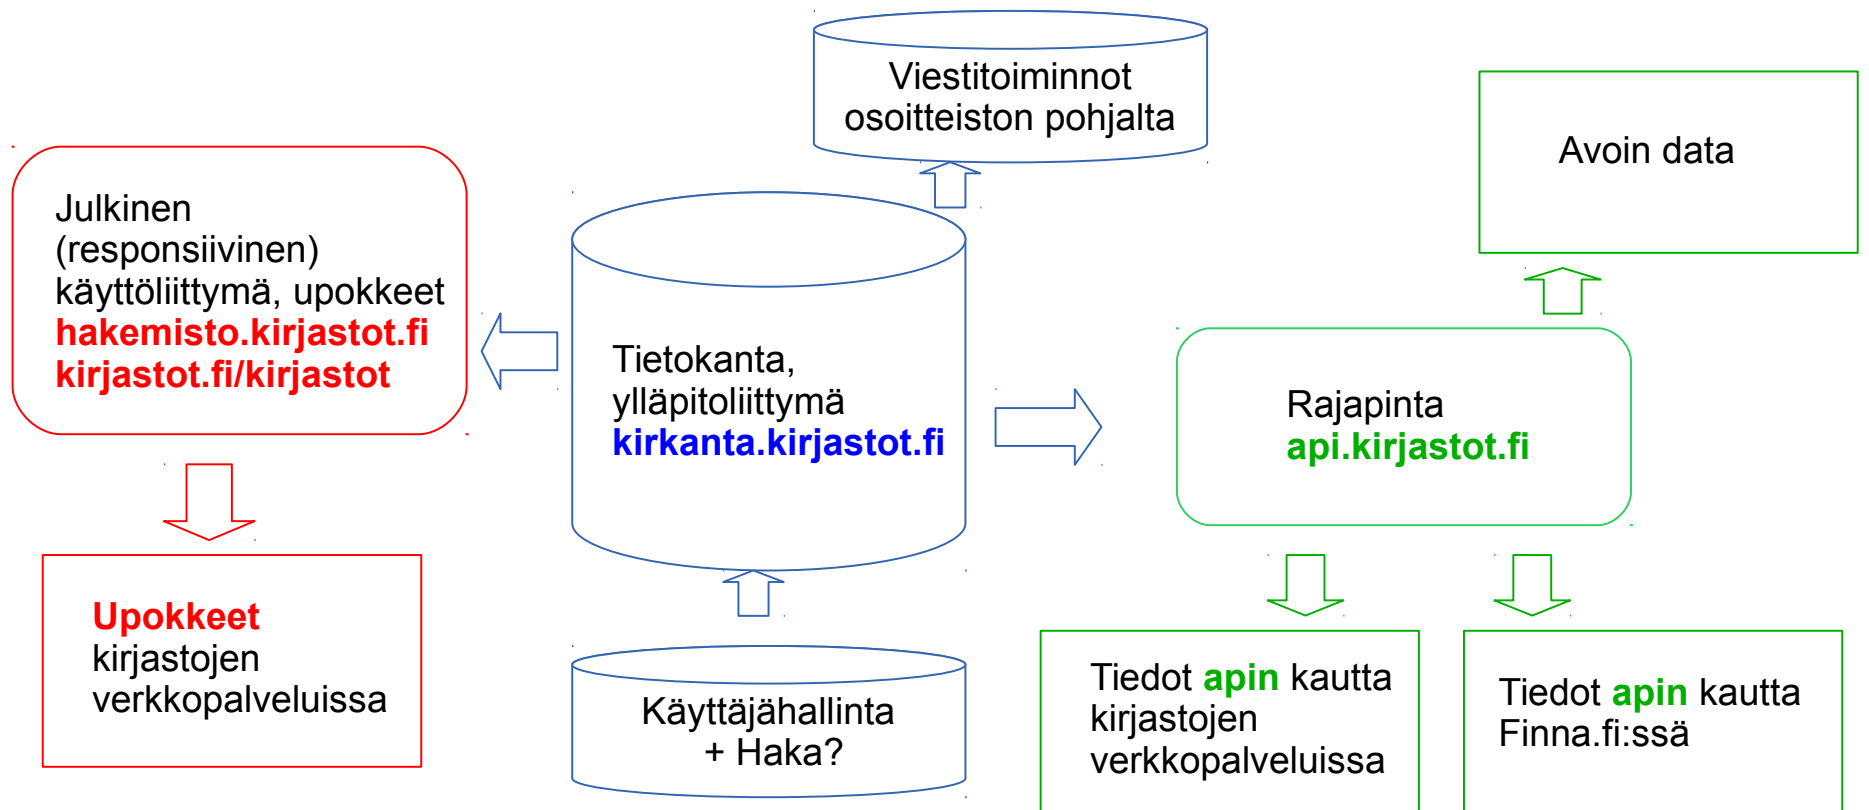 Viestitoiminnot
osoitteiston pohjalta
Avoin data
Julkinen
(responsiivinen)
käyttöliittymä, upokkeet
hakemisto.kirjastot.fi
kirjastot.fi/kirjastot
Tietokanta,
ylläpitoliittymä
kirkanta.kirjastot.fi
Rajapinta
api.kirjastot.fi
Upokkeet
kirjastojen
verkkopalveluissa
Käyttäjähallinta
+ Haka?
Tiedot apin kautta
kirjastojen
verkkopalveluissa
Tiedot apin kautta
Finna.fi:ssä